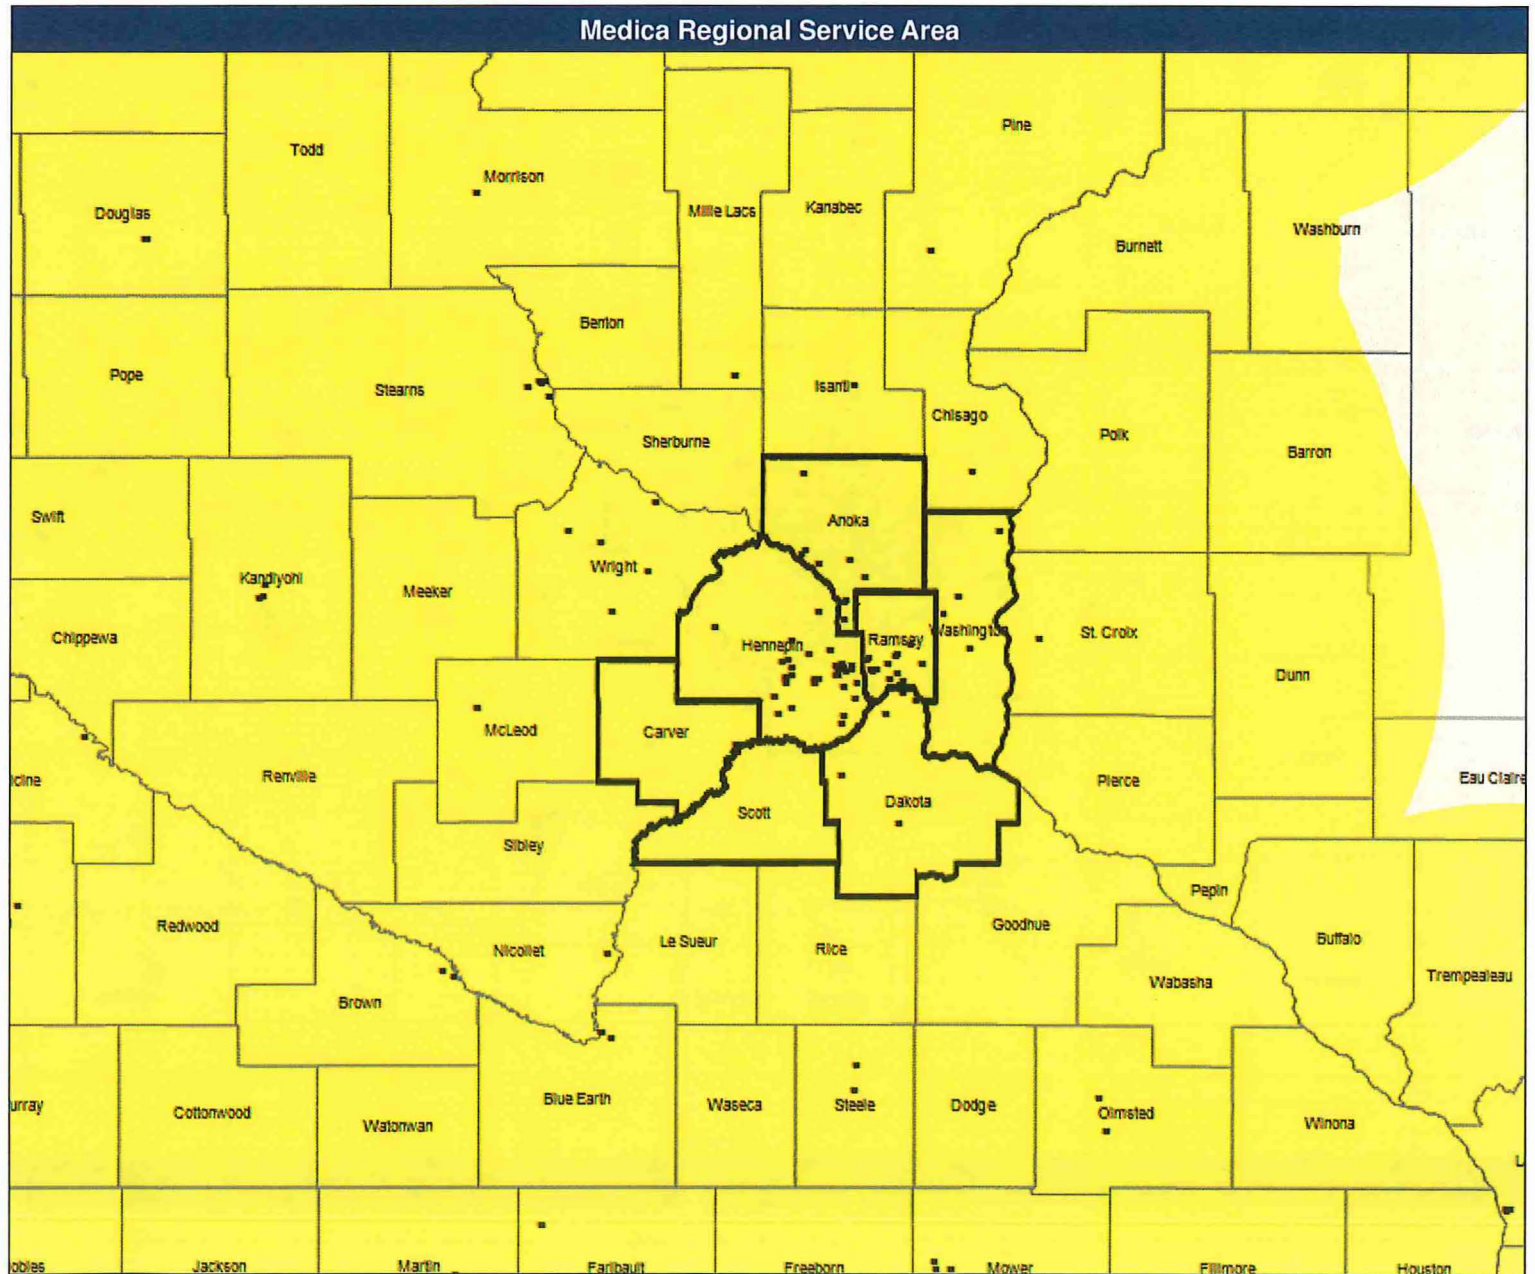 Medica Regional Service Area
Pine
Todd
Morrison
Douglas
Mille Lacs
Kanabec
Washburn
Burnett
Benton
Pope
Stearns
Isanti
Chisago
Polk
Sherburne
Barron
Swift
Anoka
Wright
Kandiyohi
Meeker
Chippewa
Hennepin
Ramsey
Washington
St. Croix
Dunn
McLeod
Carver
Renville
icine
Pierce
Eau Claire
Dakota
Scott
Sibley
Pepin
Redwood
Nicollet
Le Sueur
Rice
Goodhue
Buffalo
Trempealeau
Wabasha
Brown
urray
Cottonwood
Watonwan
Blue Earth
Waseca
Steele
Dodge
Olmsted
Winona
L
obles
Jackson
Martin
Faribault
Freeborn
Mower
Fillmore
Houston